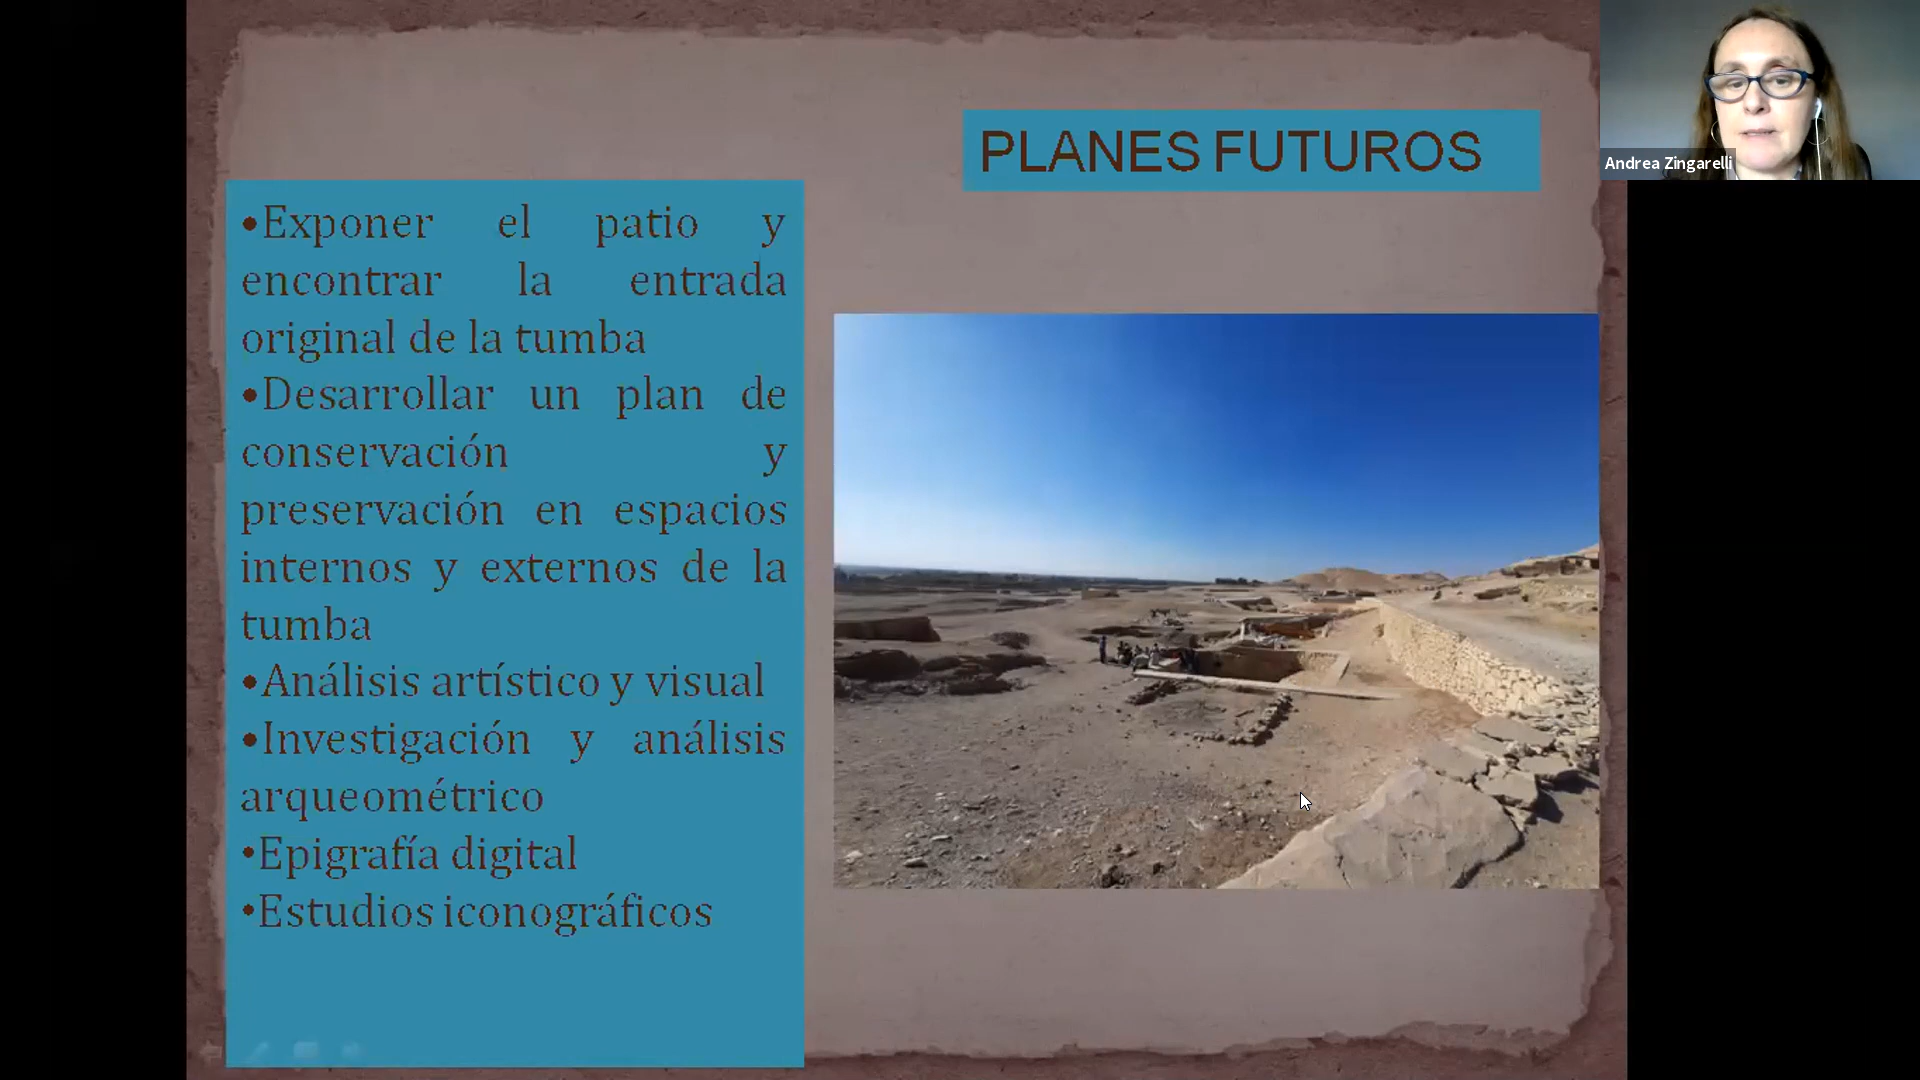 PLANES FUTUROS
•Exponer el patio y
encontrar la entrada
original de la tumba
•Desarrollar un plan de
conservación y
preservación en espacios
internos y externos de la
tumba
•Análisis artístico y visual
•Investigación y análisis
arqueométrico
•Epigrafía digital
•Estudios iconográficos
Andrea Zingarelli